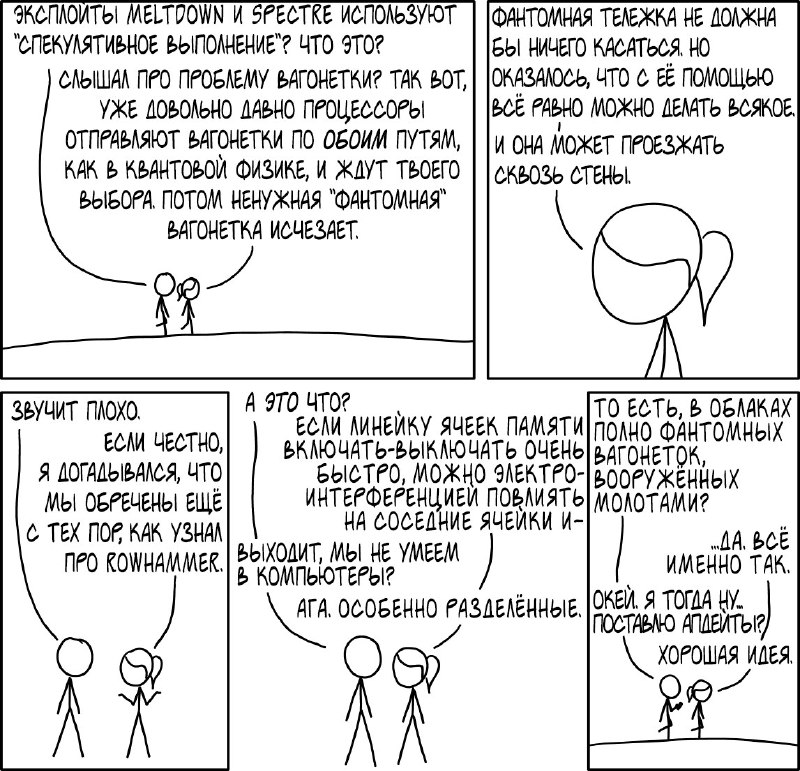 ЭКСПЛОЙТЫ MELTDOWN И SPECTRE ИСПОЛЬЗУЮТ
"СПЕКУЛЯТИВНОЕ ВЫПОЛНЕНИЕ"? ЧТО ЭТО?
СЛЫШАЛ ПРО ПРОБЛЕМУ ВАГОНЕТКИ? ТАК ВОТ,
УЖЕ ДОВОЛЬНО ДАВНО ПРОЦЕССОРЫ
ОТПРАВЛЯЮТ ВАГОНЕТКИ ПО ОБОИМ ПУТЯМ,
КАК В КВАНТОВОЙ ФИЗИКЕ, И ЖДУТ ТВОЕГО
ВЫБОРА. ПОТОМ НЕНУЖНАЯ "ФАНТОМНАЯ"
ВАГОНЕТКА ИСЧЕЗАЕТ.
ФАНТОМНАЯ ТЕЛЕЖКА НЕ ДОЛЖНА
БЫ НИЧЕГО КАСАТЬСЯ. НО
ОКАЗАЛОСЬ, ЧТО С ЕЁ ПОМОЩЬЮ
ВСЁ РАВНО МОЖНО ДЕЛАТЬ ВСЯКОЕ.
И ОНА МОЖЕТ ПРОЕЗЖАТЬ
СКВОЗЬ СТЕНЫ.
ЗВУЧИТ ПЛОХО.
ЕСЛИ ЧЕСТНО,
Я ДОГАДЫВАЛСЯ, ЧТО
МЫ ОБРЕЧЕНЫ ЕЩЁ
С ТЕХ ПОР, КАК УЗНАЛ
ПРО ROWHAMMER.
А ЭТО ЧТО?
ЕСЛИ ЛИНЕЙКУ ЯЧЕЕК ПАМЯТИ
ВКЛЮЧАТЬ-ВЫКЛЮЧАТЬ ОЧЕНЬ
БЫСТРО, МОЖНО ЭЛЕКТРО-
ИНТЕРФЕРЕНЦИЕЙ ПОВЛИЯТЬ
НА СОСЕДНИЕ ЯЧЕЙКИ И-
ВЫХОДИТ, МЫ НЕ УМЕЕМ
В КОМПЬЮТЕРЫ?
АГА. ОСОБЕННО РАЗДЕЛЁННЫЕ.
ТО ЕСТЬ, В ОБЛАКАХ
ПОЛНО ФАНТОМНЫХ
ВАГОНЕТОК,
ВООРУЖЁННЫХ
МОЛОТАМИ?
...ДА. ВСЁ
ИМЕННО ТАК.
ОКЕЙ. Я ТОГДА НУ...
ПОСТАВЛЮ АПДЕЙТЫ?
ХОРОШАЯ ИДЕЯ.